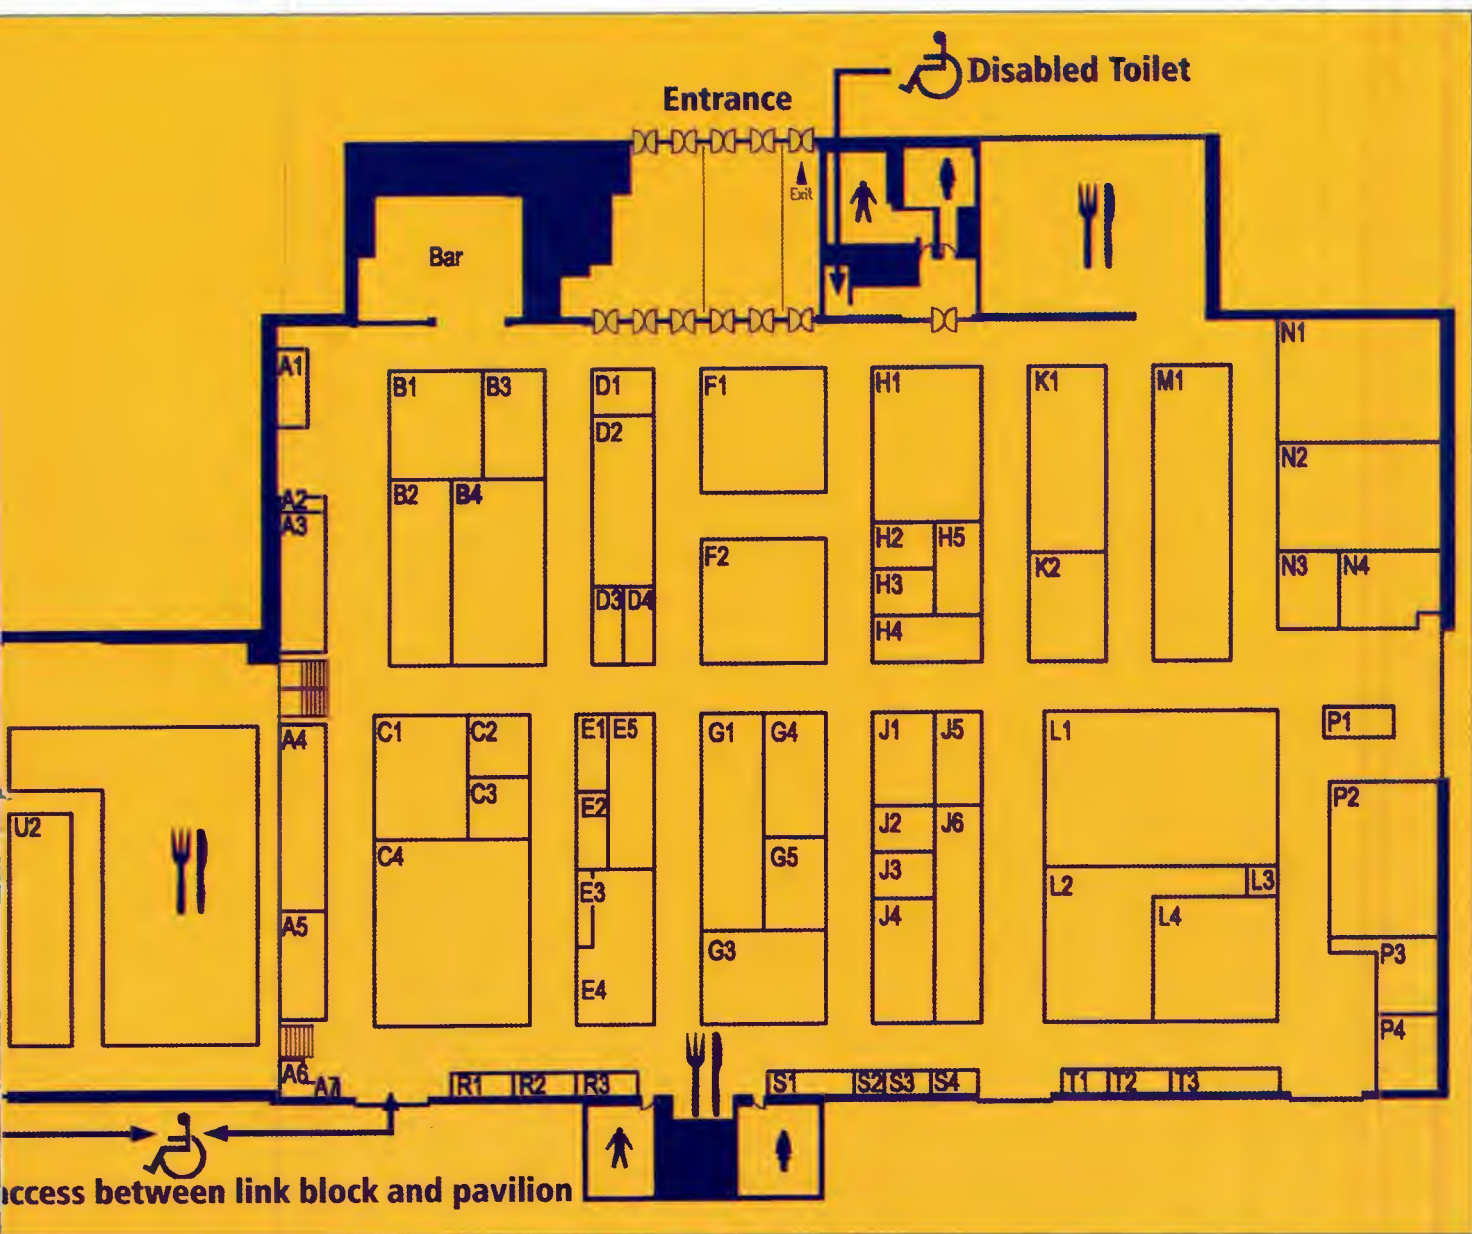 Disabled Toilet
Entrance
Exit
Bar
N1
A1
B1 B3 D1 F1 H1 K1 M1
D2
N2
A2 B2 B4
A3
H2 H5
F2 K2 N3 N4
H3
D3 D4
H4
P1
A4 C1 C2 E1 E5 G1 G4 J1 J5 L1
C3 P2
E2
U2 J2 J6
C4 G5
J3 L2 L3
E3
A5 J4 L4
G3 P3
E4
P4
A6 A7 R1 R2 R3 S1 S2 S3 S4 T1 T2 T3
access between link block and pavilion